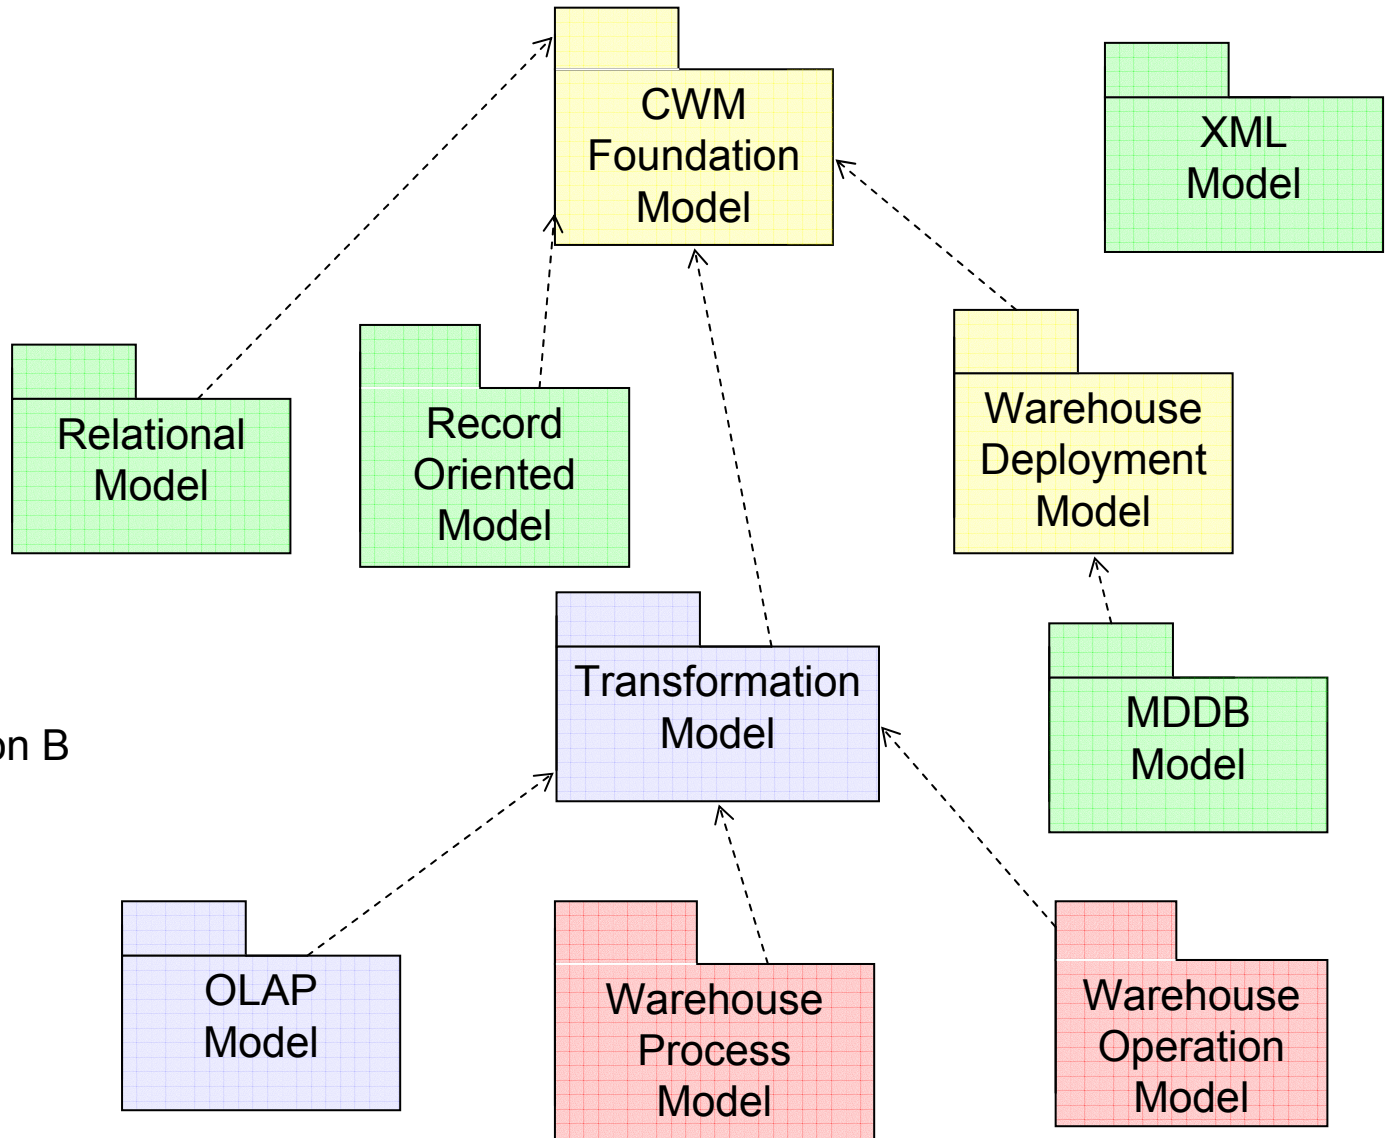 CWM
Foundation
Model
XML
Model
Relational
Model
Record
Oriented
Model
Warehouse
Deployment
Model
Transformation
Model
MDDB
Model
on B
OLAP
Model
Warehouse
Process
Model
Warehouse
Operation
Model